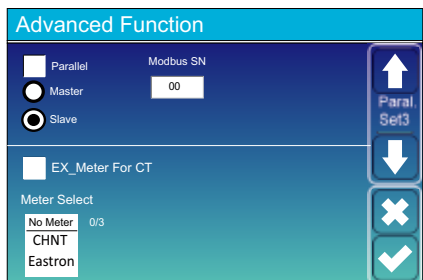 Advanced Function
Parallel
Modbus SN
Master
00
Slave
Paral.
Set3
EX_Meter For CT
Meter Select
No Meter 0/3
CHNT
Eastron